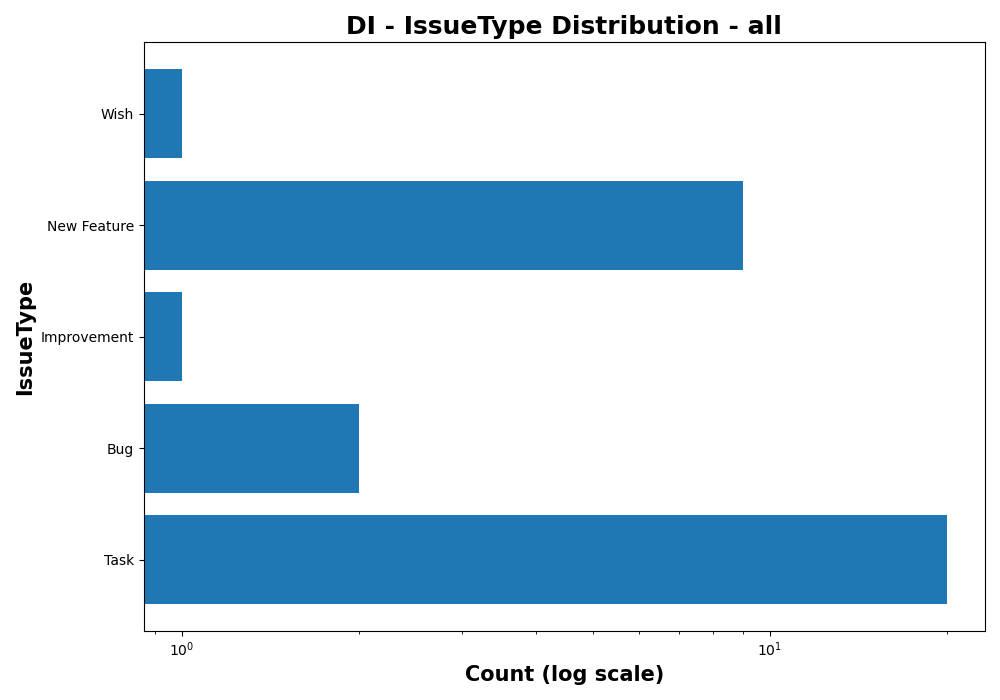 DI - IssueType Distribution - all
Wish
New Feature
Improvement
Bug
Task
IssueType
10⁰
10¹
Count (log scale)